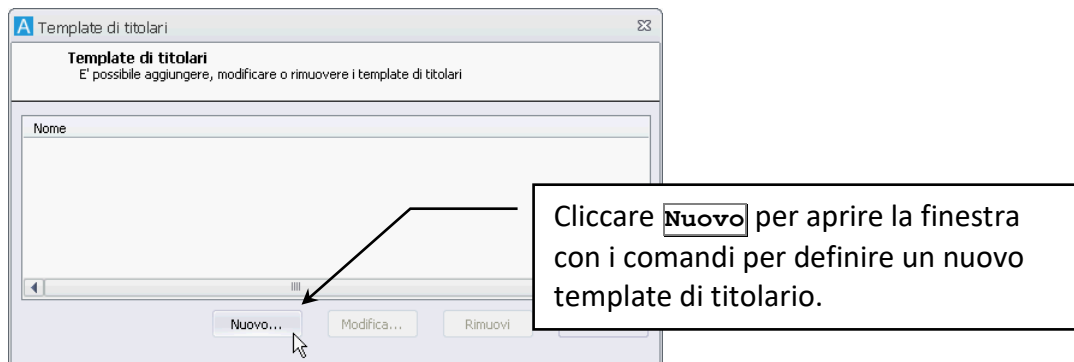 A Template di titolari
Template di titolari
E' possibile aggiungere, modificare o rimuovere i template di titolari
Nome
Cliccare Nuovo per aprire la finestra
con i comandi per definire un nuovo
template di titolario.
Nuovo... Modifica... Rimuovi